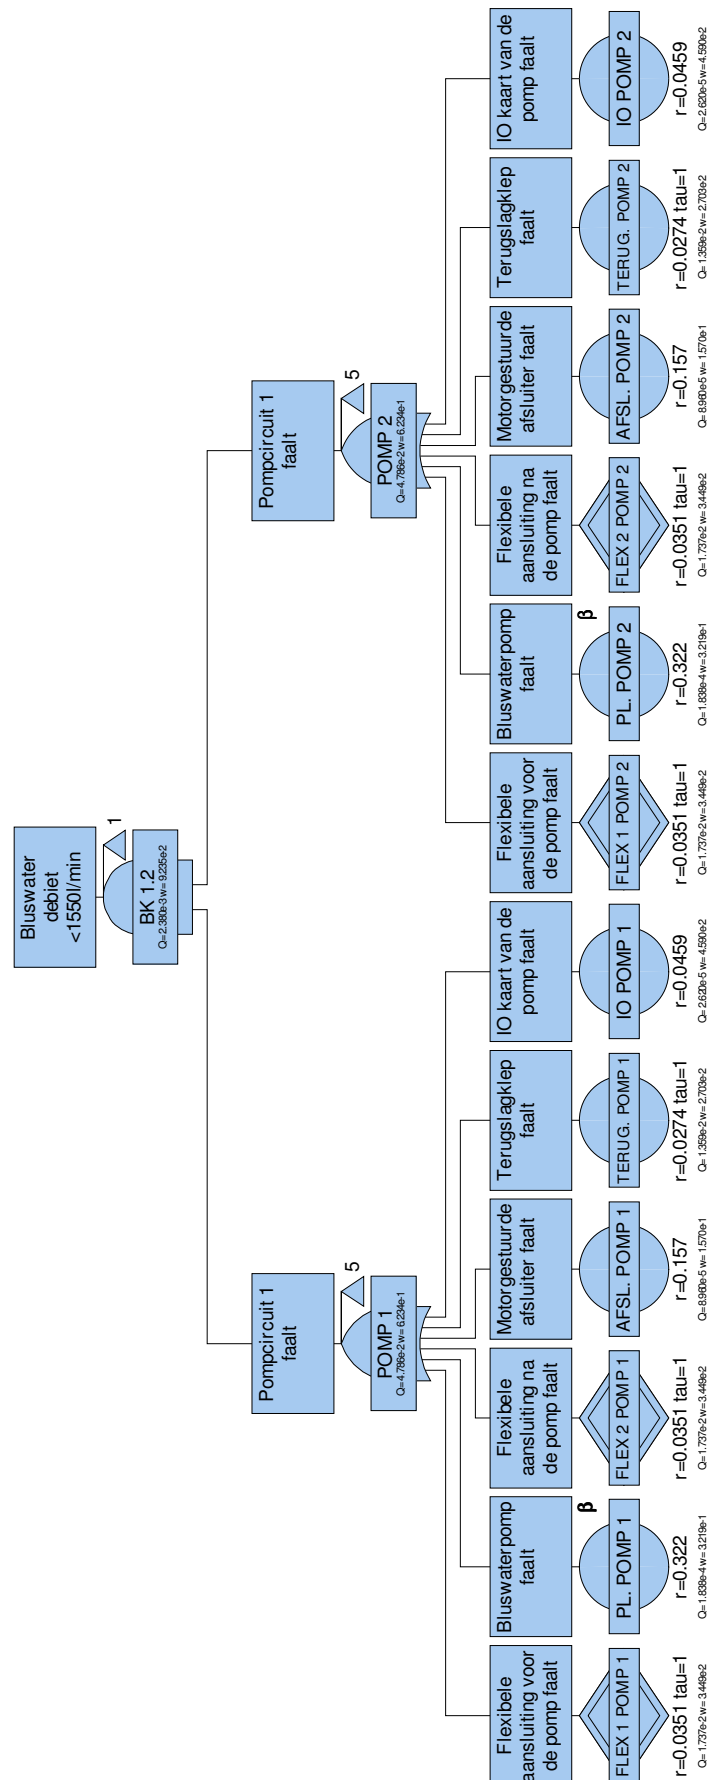 Bluswater
debiet
<1550l/min
1
BK 1.2
Q=2.380e-3 w=9.235e2
Pompcircuit 1
faalt
5
POMP 1
Q=4.786e-2 w=6.234e-1
Pompcircuit 1
faalt
5
POMP 2
Q=4.786e-2 w=6.234e-1
Flexibele
aansluiting voor
de pomp faalt
FLEX 1 POMP 1
r=0.0351 tau=1
Q=1.737e-2 w=3.449e2
Bluswaterpomp
faalt
β
PL. POMP 1
r=0.322
Q=1.838e-4 w=3.219e-1
Flexibele
aansluiting na
de pomp faalt
FLEX 2 POMP 1
r=0.0351 tau=1
Q=1.737e-2 w=3.449e-2
Motorgestuurde
afsluiter faalt
AFSL. POMP 1
r=0.157
Q=8.960e-5 w=1.570e-1
Terugslagklep
faalt
TERUG. POMP 1
r=0.0274 tau=1
Q=1.359e-2 w=2.703e-2
IO kaart van de
pomp faalt
IO POMP 1
r=0.0459
Q=2.620e-5 w=4.590e2
Flexibele
aansluiting voor
de pomp faalt
FLEX 1 POMP 2
r=0.0351 tau=1
Q=1.737e-2 w=3.449e-2
Bluswaterpomp
faalt
β
PL. POMP 2
r=0.322
Q=1.838e-4 w=3.219e-1
Flexibele
aansluiting na
de pomp faalt
FLEX 2 POMP 2
r=0.0351 tau=1
Q=1.737e-2 w=3.449e-2
Motorgestuurde
afsluiter faalt
AFSL. POMP 2
r=0.157
Q=8.960e-5 w=1.570e-1
Terugslagklep
faalt
TERUG. POMP 2
r=0.0274 tau=1
Q=1.359e-2 w=2.703e2
IO kaart van de
pomp faalt
IO POMP 2
r=0.0459
Q=2.620e-5 w=4.590e2